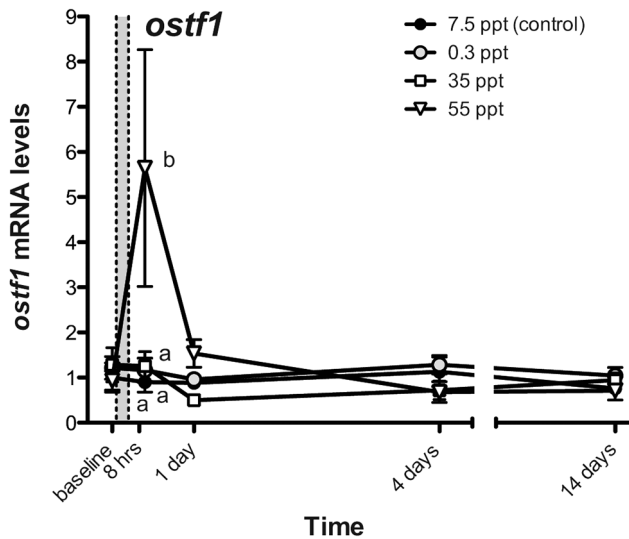 ostf1
7.5 ppt (control)
0.3 ppt
35 ppt
55 ppt
9
8
7
6
5
4
3
2
1
0
ostf1 mRNA levels
b
a
a
a
baseline
8 hrs
1 day
4 days
14 days
Time